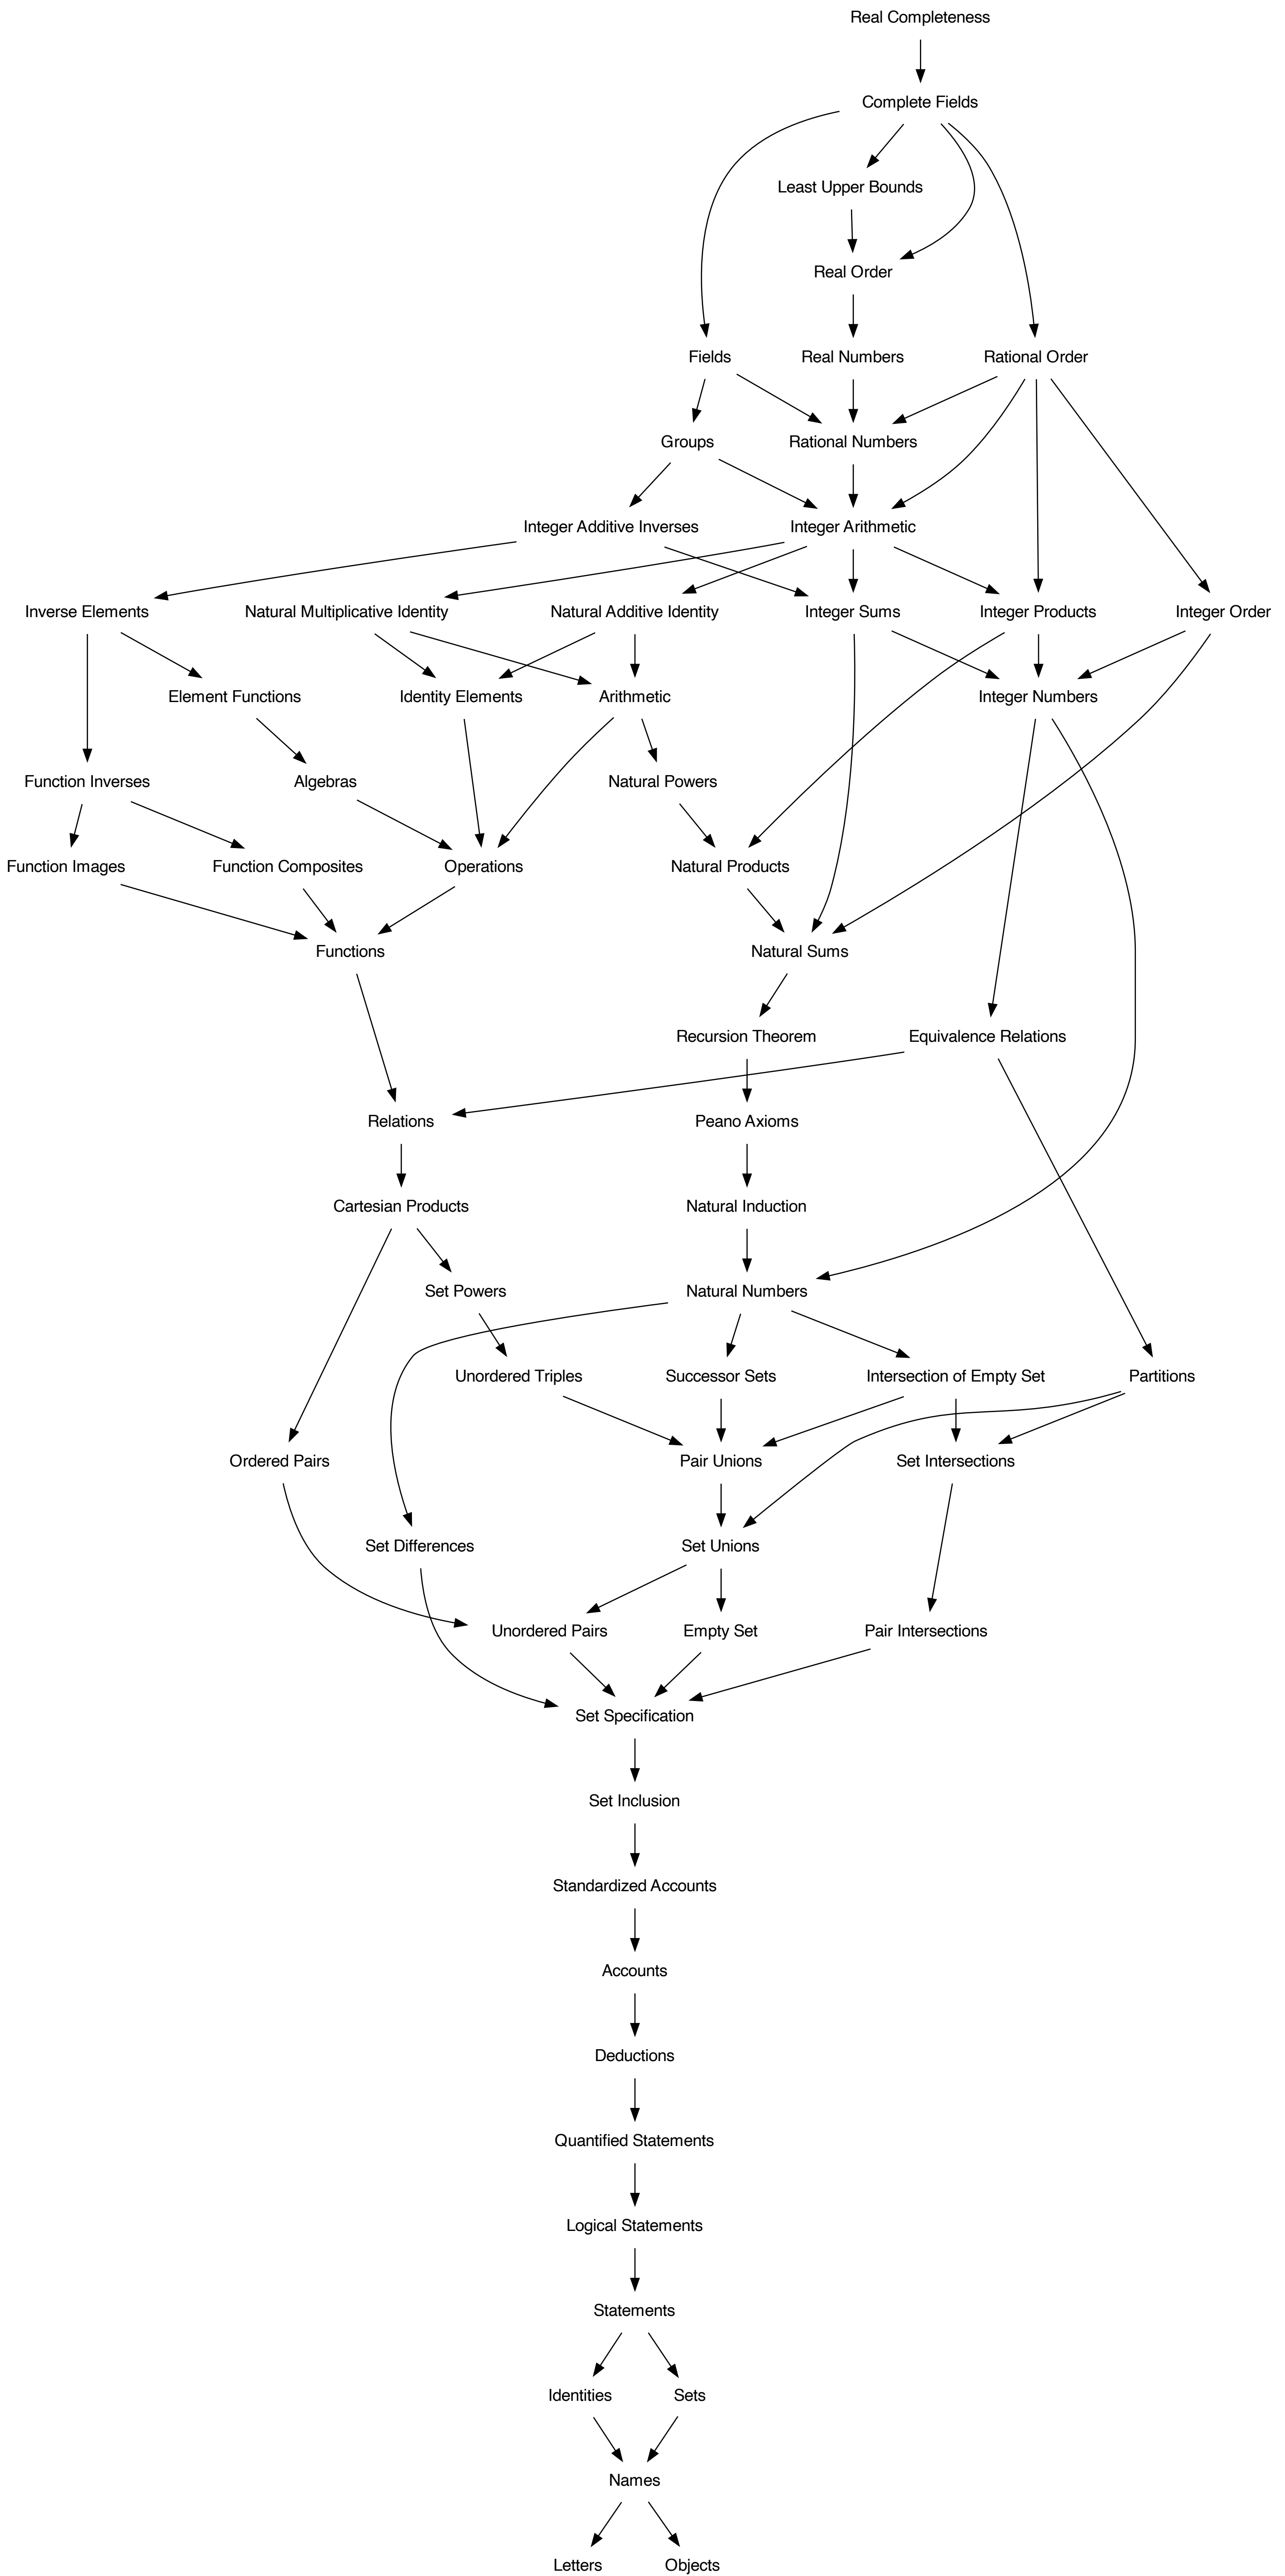 Real Completeness
Complete Fields
Least Upper Bounds
Real Order
Fields
Real Numbers
Rational Order
Groups
Rational Numbers
Integer Additive Inverses
Integer Arithmetic
Inverse Elements
Natural Multiplicative Identity
Natural Additive Identity
Integer Sums
Integer Products
Integer Order
Element Functions
Identity Elements
Arithmetic
Integer Numbers
Function Inverses
Algebras
Natural Powers
Function Images
Function Composites
Operations
Natural Products
Functions
Natural Sums
Recursion Theorem
Equivalence Relations
Relations
Peano Axioms
Cartesian Products
Natural Induction
Set Powers
Natural Numbers
Unordered Triples
Successor Sets
Intersection of Empty Set
Partitions
Ordered Pairs
Pair Unions
Set Intersections
Set Differences
Set Unions
Unordered Pairs
Empty Set
Pair Intersections
Set Specification
Set Inclusion
Standardized Accounts
Accounts
Deductions
Quantified Statements
Logical Statements
Statements
Identities
Sets
Names
Letters
Objects